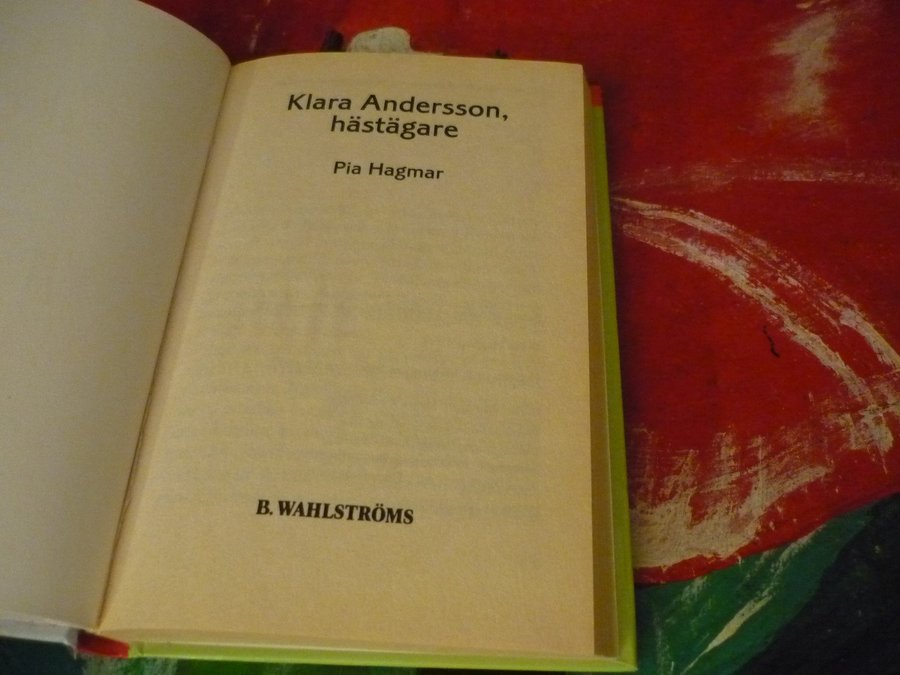 Klara Andersson,
hästägare
Pia Hagmar
B. WAHLSTRÖMS